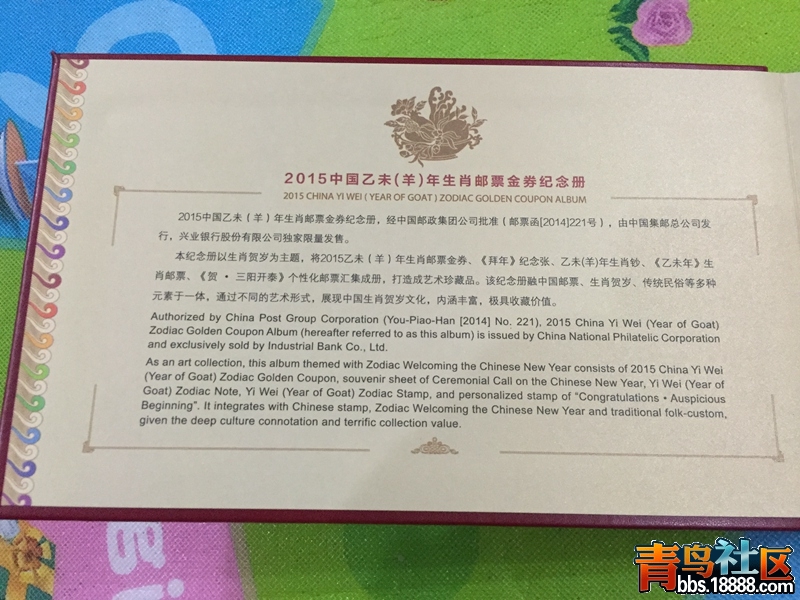 2015中国乙未(羊)年生肖邮票金券纪念册
2015 CHINA YI WEI ( YEAR OF GOAT ) ZODIAC GOLDEN COUPON ALBUM
2015中国乙未（羊）年生肖邮票金券纪念册，经中国邮政集团公司批准（邮票函[2014]221号），由中国集邮总公司发
行，兴业银行股份有限公司独家限量发售。
本纪念册以生肖贺岁为主题，将2015乙未（羊）年生肖邮票金券、《拜年》纪念张、乙未(羊)年生肖钞、《乙未年》生
肖邮票、《贺 · 三阳开泰》个性化邮票汇集成册，打造成艺术珍藏品。该纪念册融中国邮票、生肖贺岁、传统民俗等多种
元素于一体，通过不同的艺术形式，展现中国生肖贺岁文化，内涵丰富，极具收藏价值。
Authorized by China Post Group Corporation (You-Piao-Han [2014] No. 221), 2015 China Yi Wei (Year of Goat)
Zodiac Golden Coupon Album (hereafter referred to as this album) is issued by China National Philatelic Corporation
and exclusively sold by Industrial Bank Co., Ltd.
As an art collection, this album themed with Zodiac Welcoming the Chinese New Year consists of 2015 China Yi Wei
(Year of Goat) Zodiac Golden Coupon, souvenir sheet of Ceremonial Call on the Chinese New Year, Yi Wei (Year of
Goat) Zodiac Note, Yi Wei (Year of Goat) Zodiac Stamp, and personalized stamp of "Congratulations • Auspicious
Beginning". It integrates with Chinese stamp, Zodiac Welcoming the Chinese New Year and traditional folk-custom,
given the deep culture connotation and terrific collection value.
青鸟社区
bbs.18888.com